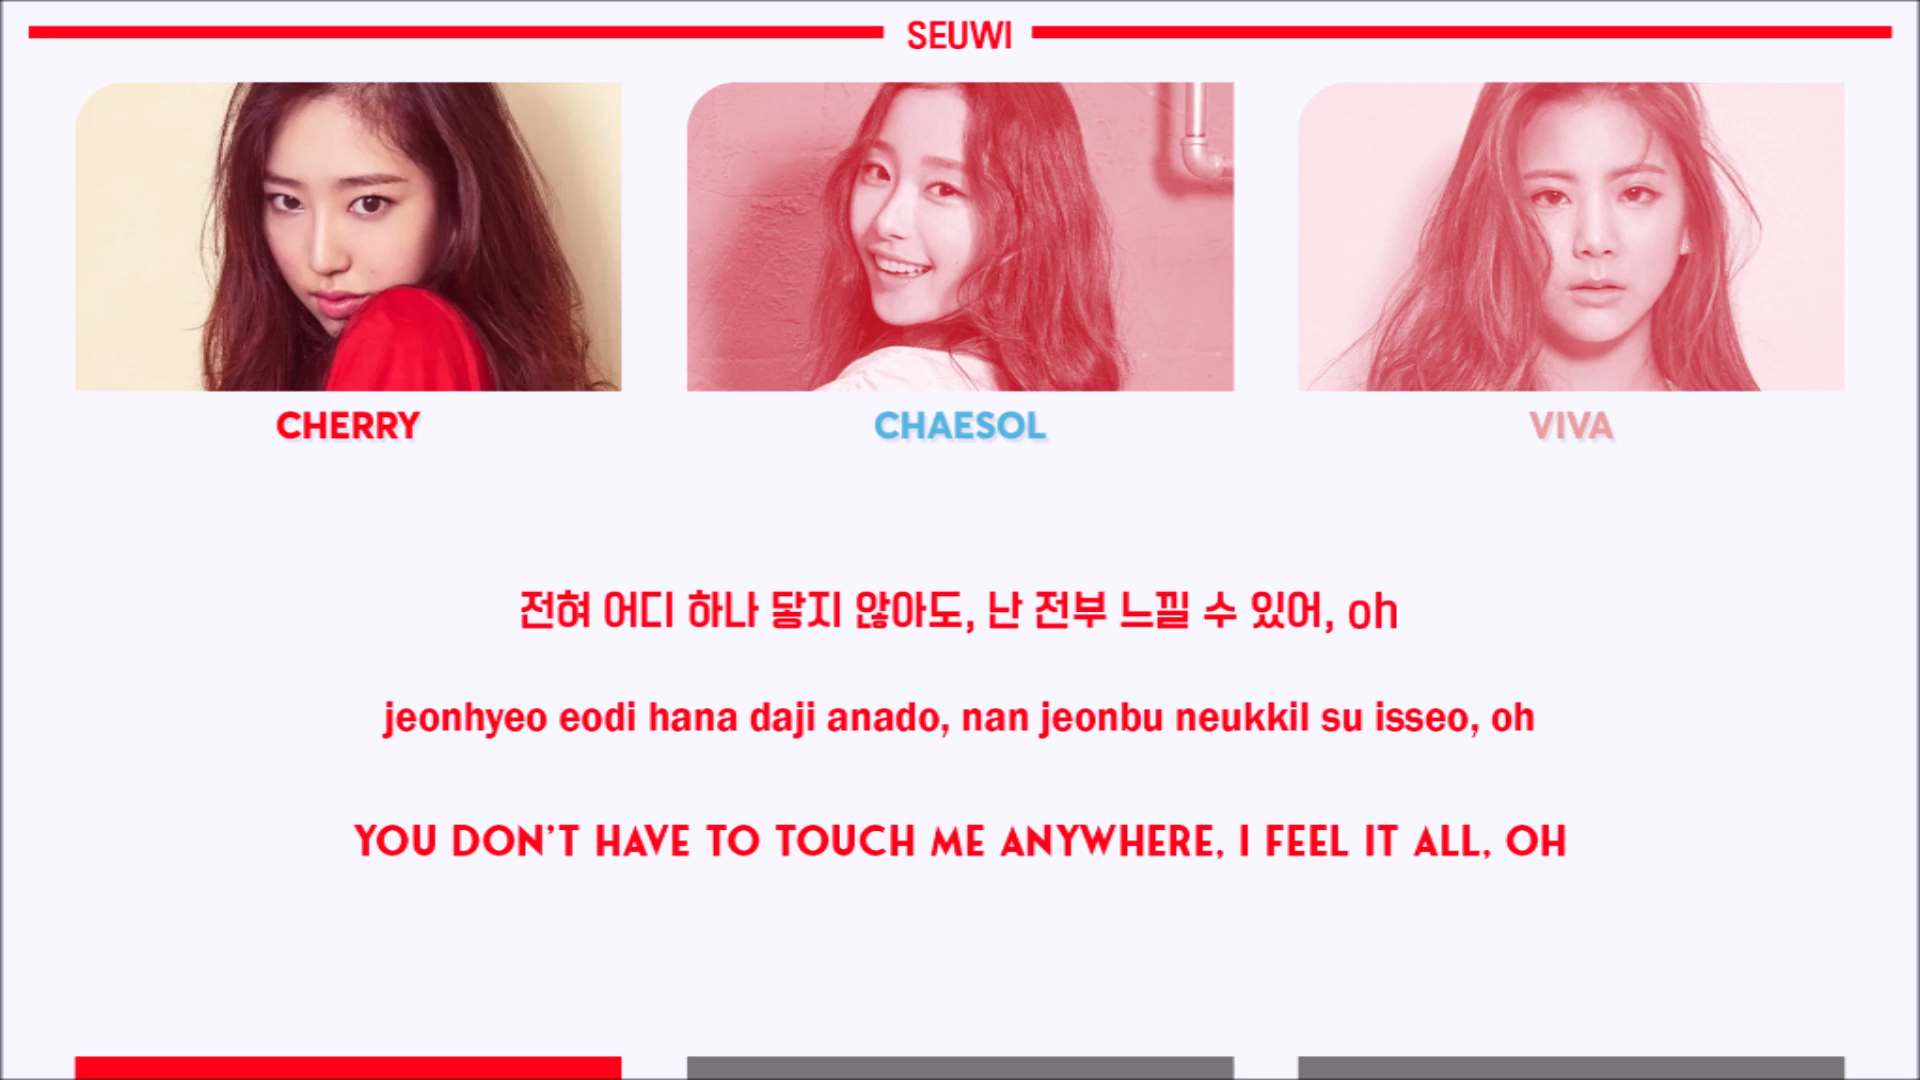 SEUWI
CHERRY
CHAESOL
VIVA
전혀 어디 하나 닿지 않아도, 난 전부 느낄 수 있어, oh
jeonhyeo eodi hana daji anado, nan jeonbu neukkil su isseo, oh
YOU DON'T HAVE TO TOUCH ME ANYWHERE, I FEEL IT ALL, OH